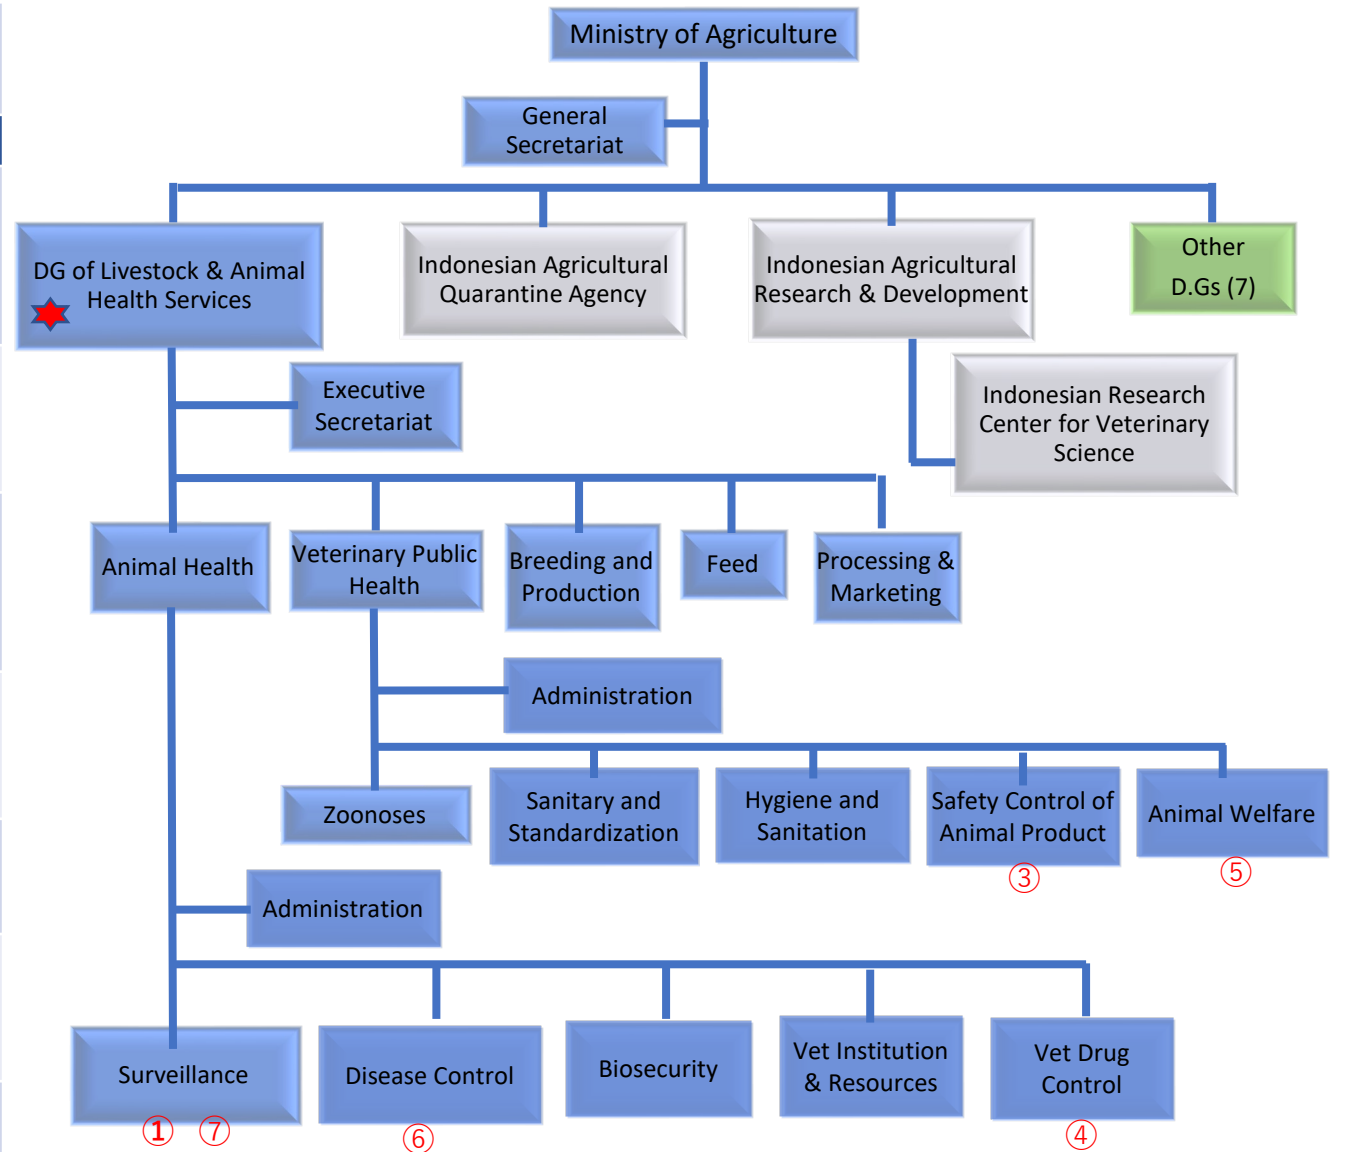 Ministry of Agriculture
General
Secretariat
DG of Livestock & Animal
Health Services
Indonesian Agricultural
Quarantine Agency
Indonesian Agricultural
Research & Development
Other
D.Gs (7)
Executive
Secretariat
Indonesian Research
Center for Veterinary
Science
Animal Health
Veterinary Public
Health
Breeding and
Production
Feed
Processing &
Marketing
Administration
Zoonoses
Sanitary and
Standardization
Hygiene and
Sanitation
Safety Control of
Animal Product
③
Animal Welfare
⑤
Administration
Surveillance
① ⑦
Disease Control
⑥
Biosecurity
Vet Institution
& Resources
Vet Drug
Control
④